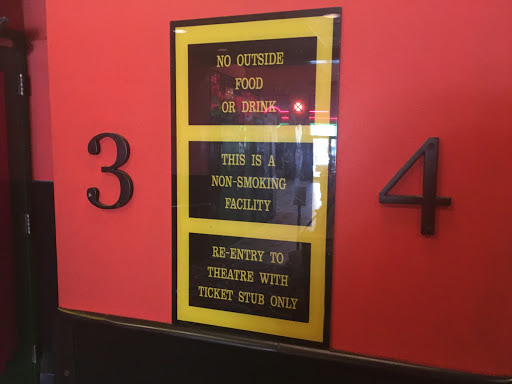 3
NO OUTSIDE
FOOD
OR DRINK
THIS IS A
NON-SMOKING
FACILITY
RE-ENTRY TO
THEATRE WITH
TICKET STUB ONLY
4